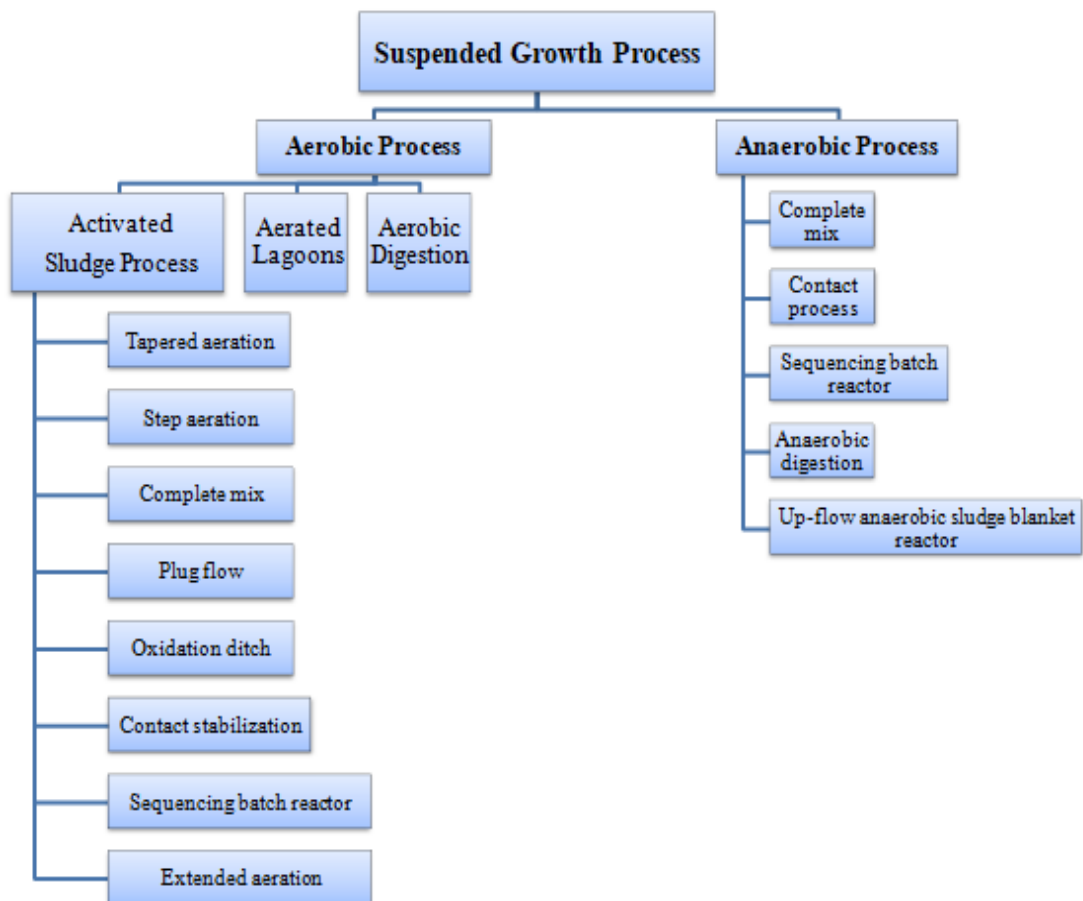 Suspended Growth Process
Aerobic Process
Anaerobic Process
Activated
Sludge Process
Aerated
Lagoons
Aerobic
Digestion
Tapered aeration
Step aeration
Complete mix
Plug flow
Oxidation ditch
Contact stabilization
Sequencing batch reactor
Extended aeration
Complete
mix
Contact
process
Sequencing batch
reactor
Anaerobic
digestion
Up-flow anaerobic sludge blanket
reactor